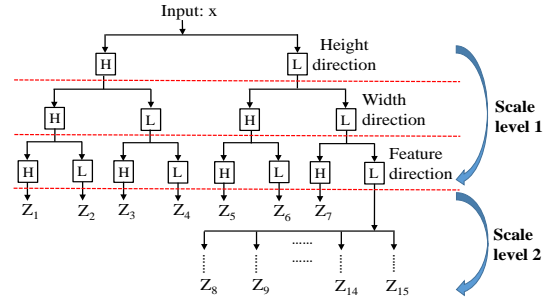 Input: x
H L Height direction
H L H L Width direction
Scale level 1
H L H L H L H L Feature direction
Z1 Z2 Z3 Z4 Z5 Z6 Z7
Scale level 2
......
......
Z8 Z9 Z14 Z15